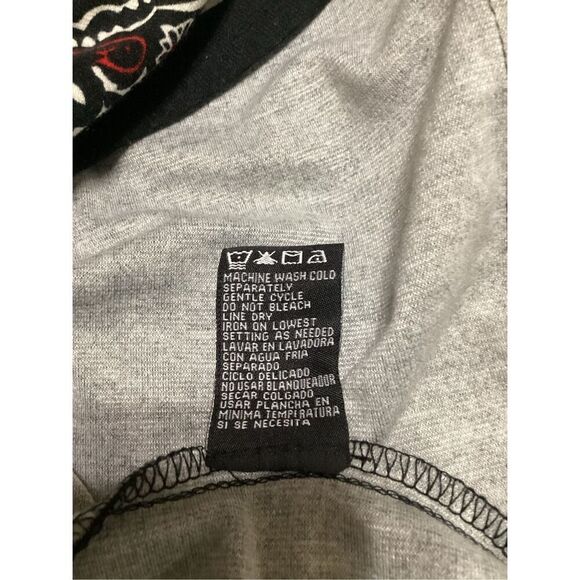 MACHINE WASH COLD
SEPARATELY
GENTLE CYCLE
DO NOT BLEACH
LINE DRY
IRON ON LOWEST
SETTING AS NEEDED
LAVAR EN LAVADORA
CON AGUA FRIA
SEPARADO
CICLO DELICADO
NO USAR BLANQUEADOR
SECAR COLGADO
USAR PLANCHA EN
MINIMA TEMPERATURA
SI SE NECESITA